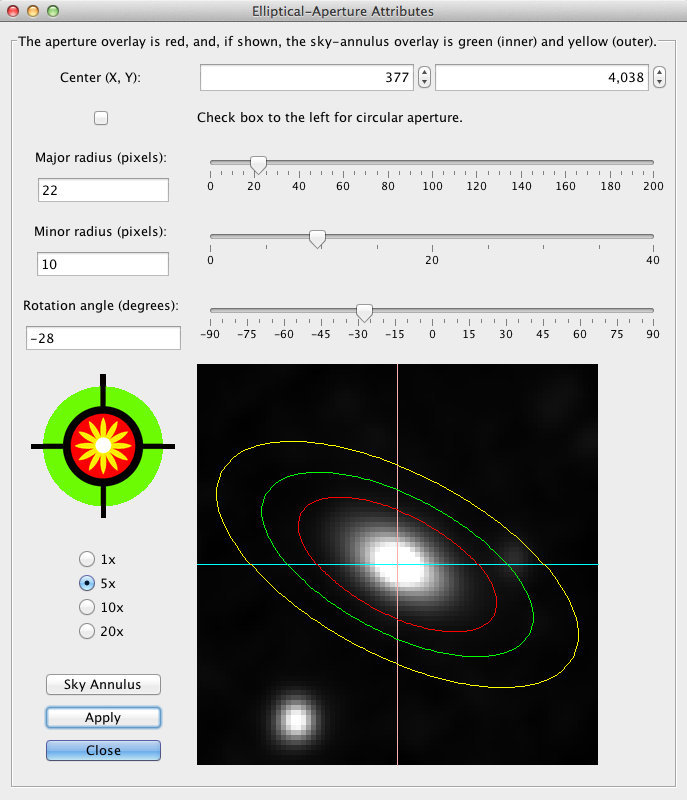 Elliptical-Aperture Attributes
The aperture overlay is red, and, if shown, the sky-annulus overlay is green (inner) and yellow (outer).
Center (X, Y):
377
4,038
Check box to the left for circular aperture.
Major radius (pixels):
22
0 20 40 60 80 100 120 140 160 180 200
Minor radius (pixels):
10
0 20 40
Rotation angle (degrees):
-28
-90 -75 -60 -45 -30 -15 0 15 30 45 60 75 90
1x
5x
10x
20x
Sky Annulus
Apply
Close